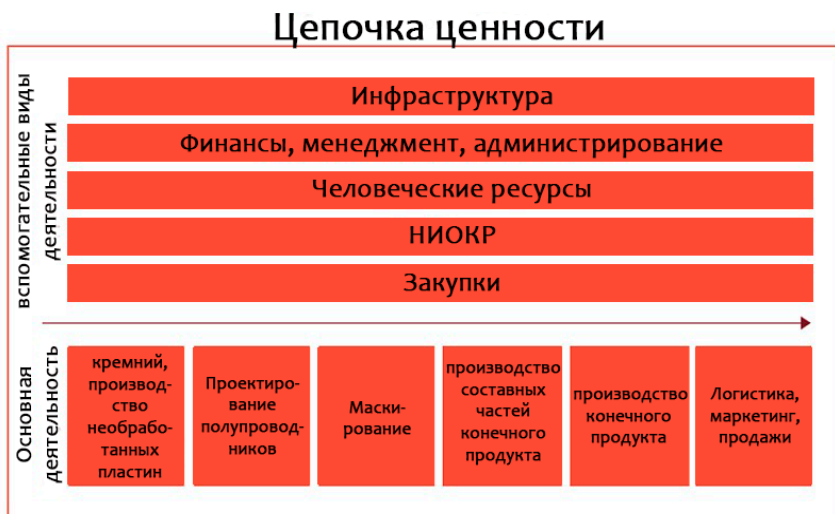 Цепочка ценности
вспомогательные виды
деятельности
Инфраструктура
Финансы, менеджмент, администрирование
Человеческие ресурсы
НИОКР
Закупки
Основная
деятельность
кремний,
производ-
ство
необрабо-
танных
пластин
Проектиро-
вание
полупровод-
ников
Маски-
рование
производство
составных
частей
конечного
продукта
производство
конечного
продукта
Логистика,
маркетинг,
продажи